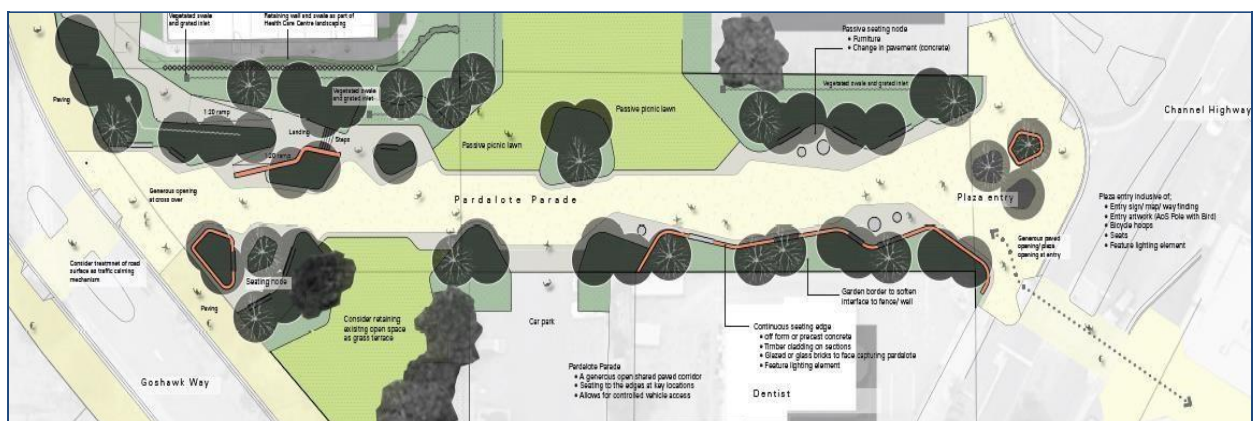 Vegetated swale
and grated inlet
Retaining wall and swale as part of
Health Care Centre landscaping
Passive seating node
• Furniture
• Change in pavement (concrete)
Paving
Vegetated swale
and grated inlet
Vegetated swale and grated inlet
1:20 ramp
Landing
Steps
1:20 ramp
Passive picnic lawn
Passive picnic lawn
Channel Highway
Generous opening
at cross over
Pardalote Parade
Plaza entry
Plaza entry inclusive of;
• Entry sign/ map/ way finding
• Entry artwork (AoS Pole with Bird)
• Bicycle hoops
• Seats
• Feature lighting element
Generous paved
opening/ plaza
opening at entry
Consider treatmnet of road
surface as traffic calming
mechanism
Seating node
Paving
Garden border to soften
interface to fence/ wall
Consider retaining
existitng open space
as grass terrace
Car park
Continuous seating edge
• off form or precast concrete
• Timber cladding on sections
• Glazed or glass bricks to face capturing pardalote
• Feature lighting element
Pardalote Parade
• A generous open shared paved corridor
• Seating to the edges at key locations
• Allows for controlled vehicle access
Goshawk Way
Dentist